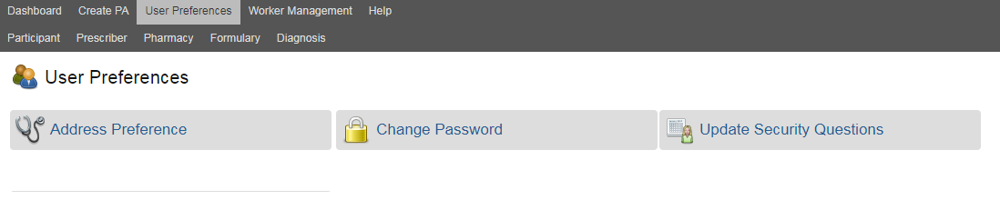 Dashboard Create PA User Preferences Worker Management Help
Participant Prescriber Pharmacy Formulary Diagnosis
User Preferences
Address Preference Change Password Update Security Questions